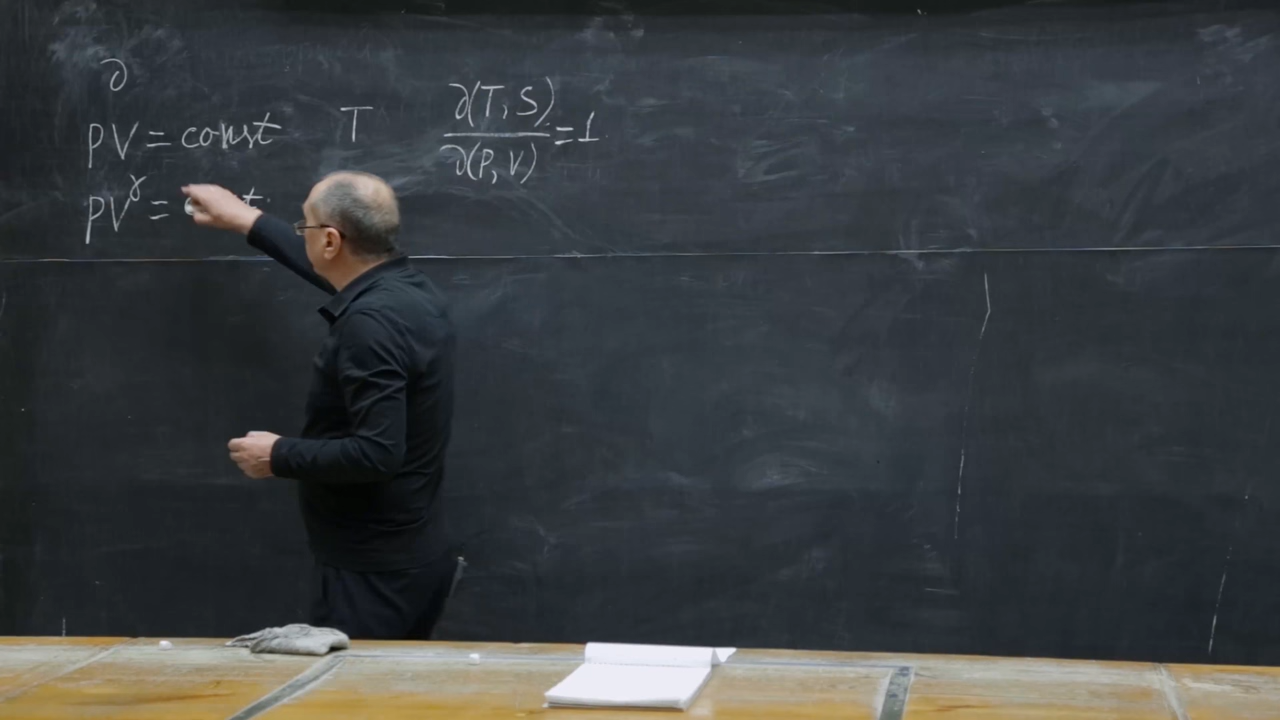 ∂
PV = const T ∂(T, S)/∂(P, V) = 1
PV^γ =